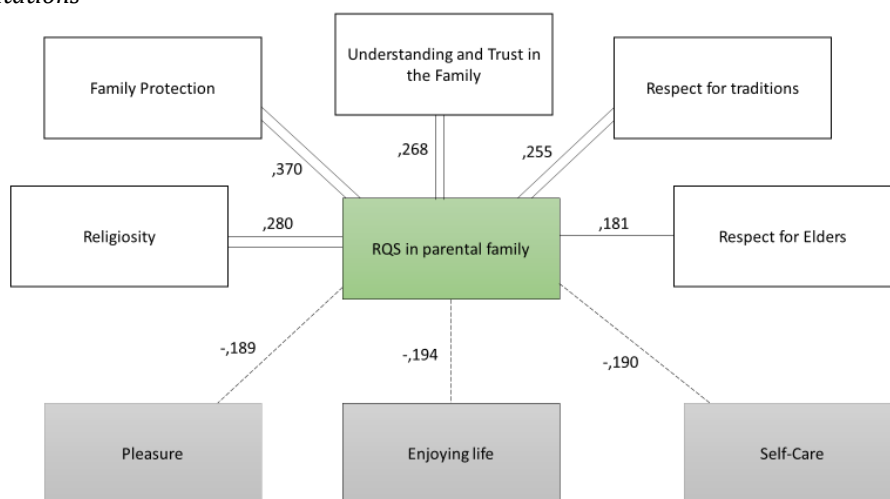 Understanding and Trust in
the Family
Family Protection
Respect for traditions
,268
,255
,370
Religiosity
,280
RQS in parental family
,181
Respect for Elders
-,189
-,194
-,190
Pleasure
Enjoying life
Self-Care